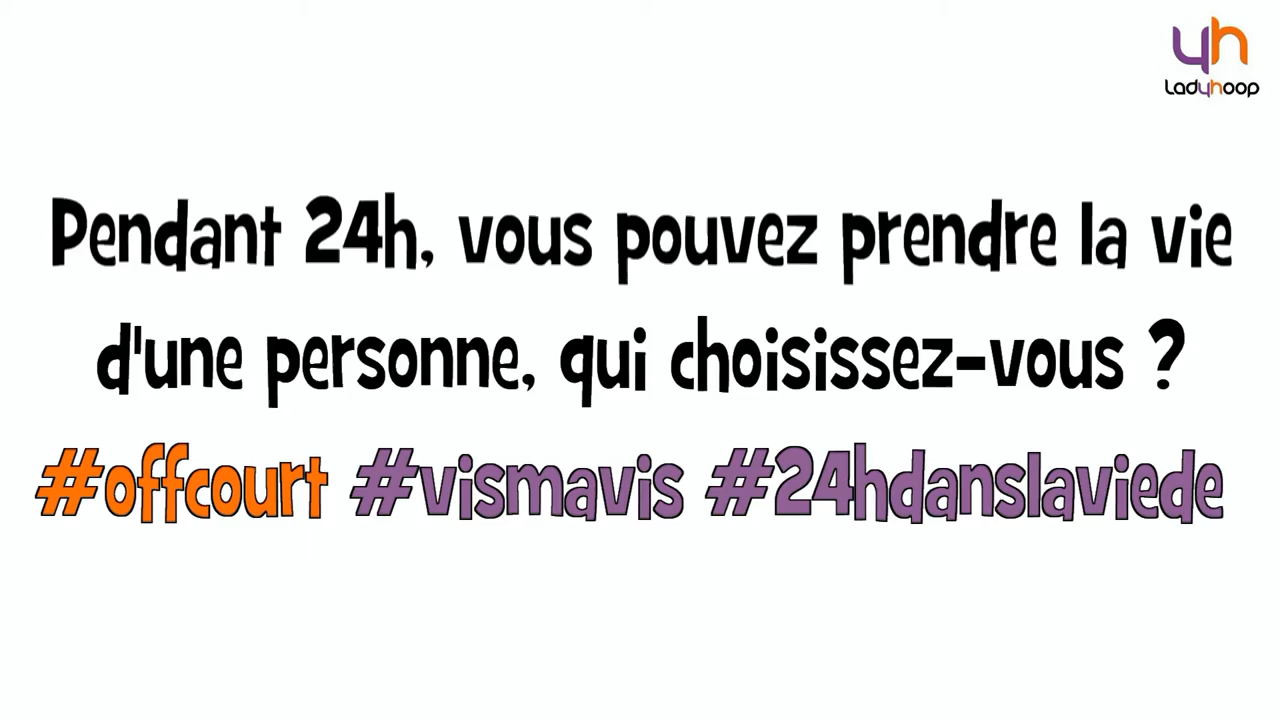 Ladyhoop
Pendant 24h, vous pouvez prendre la vie
d'une personne, qui choisissez-vous ?
#offcourt #vismavis #24hdanslaviede